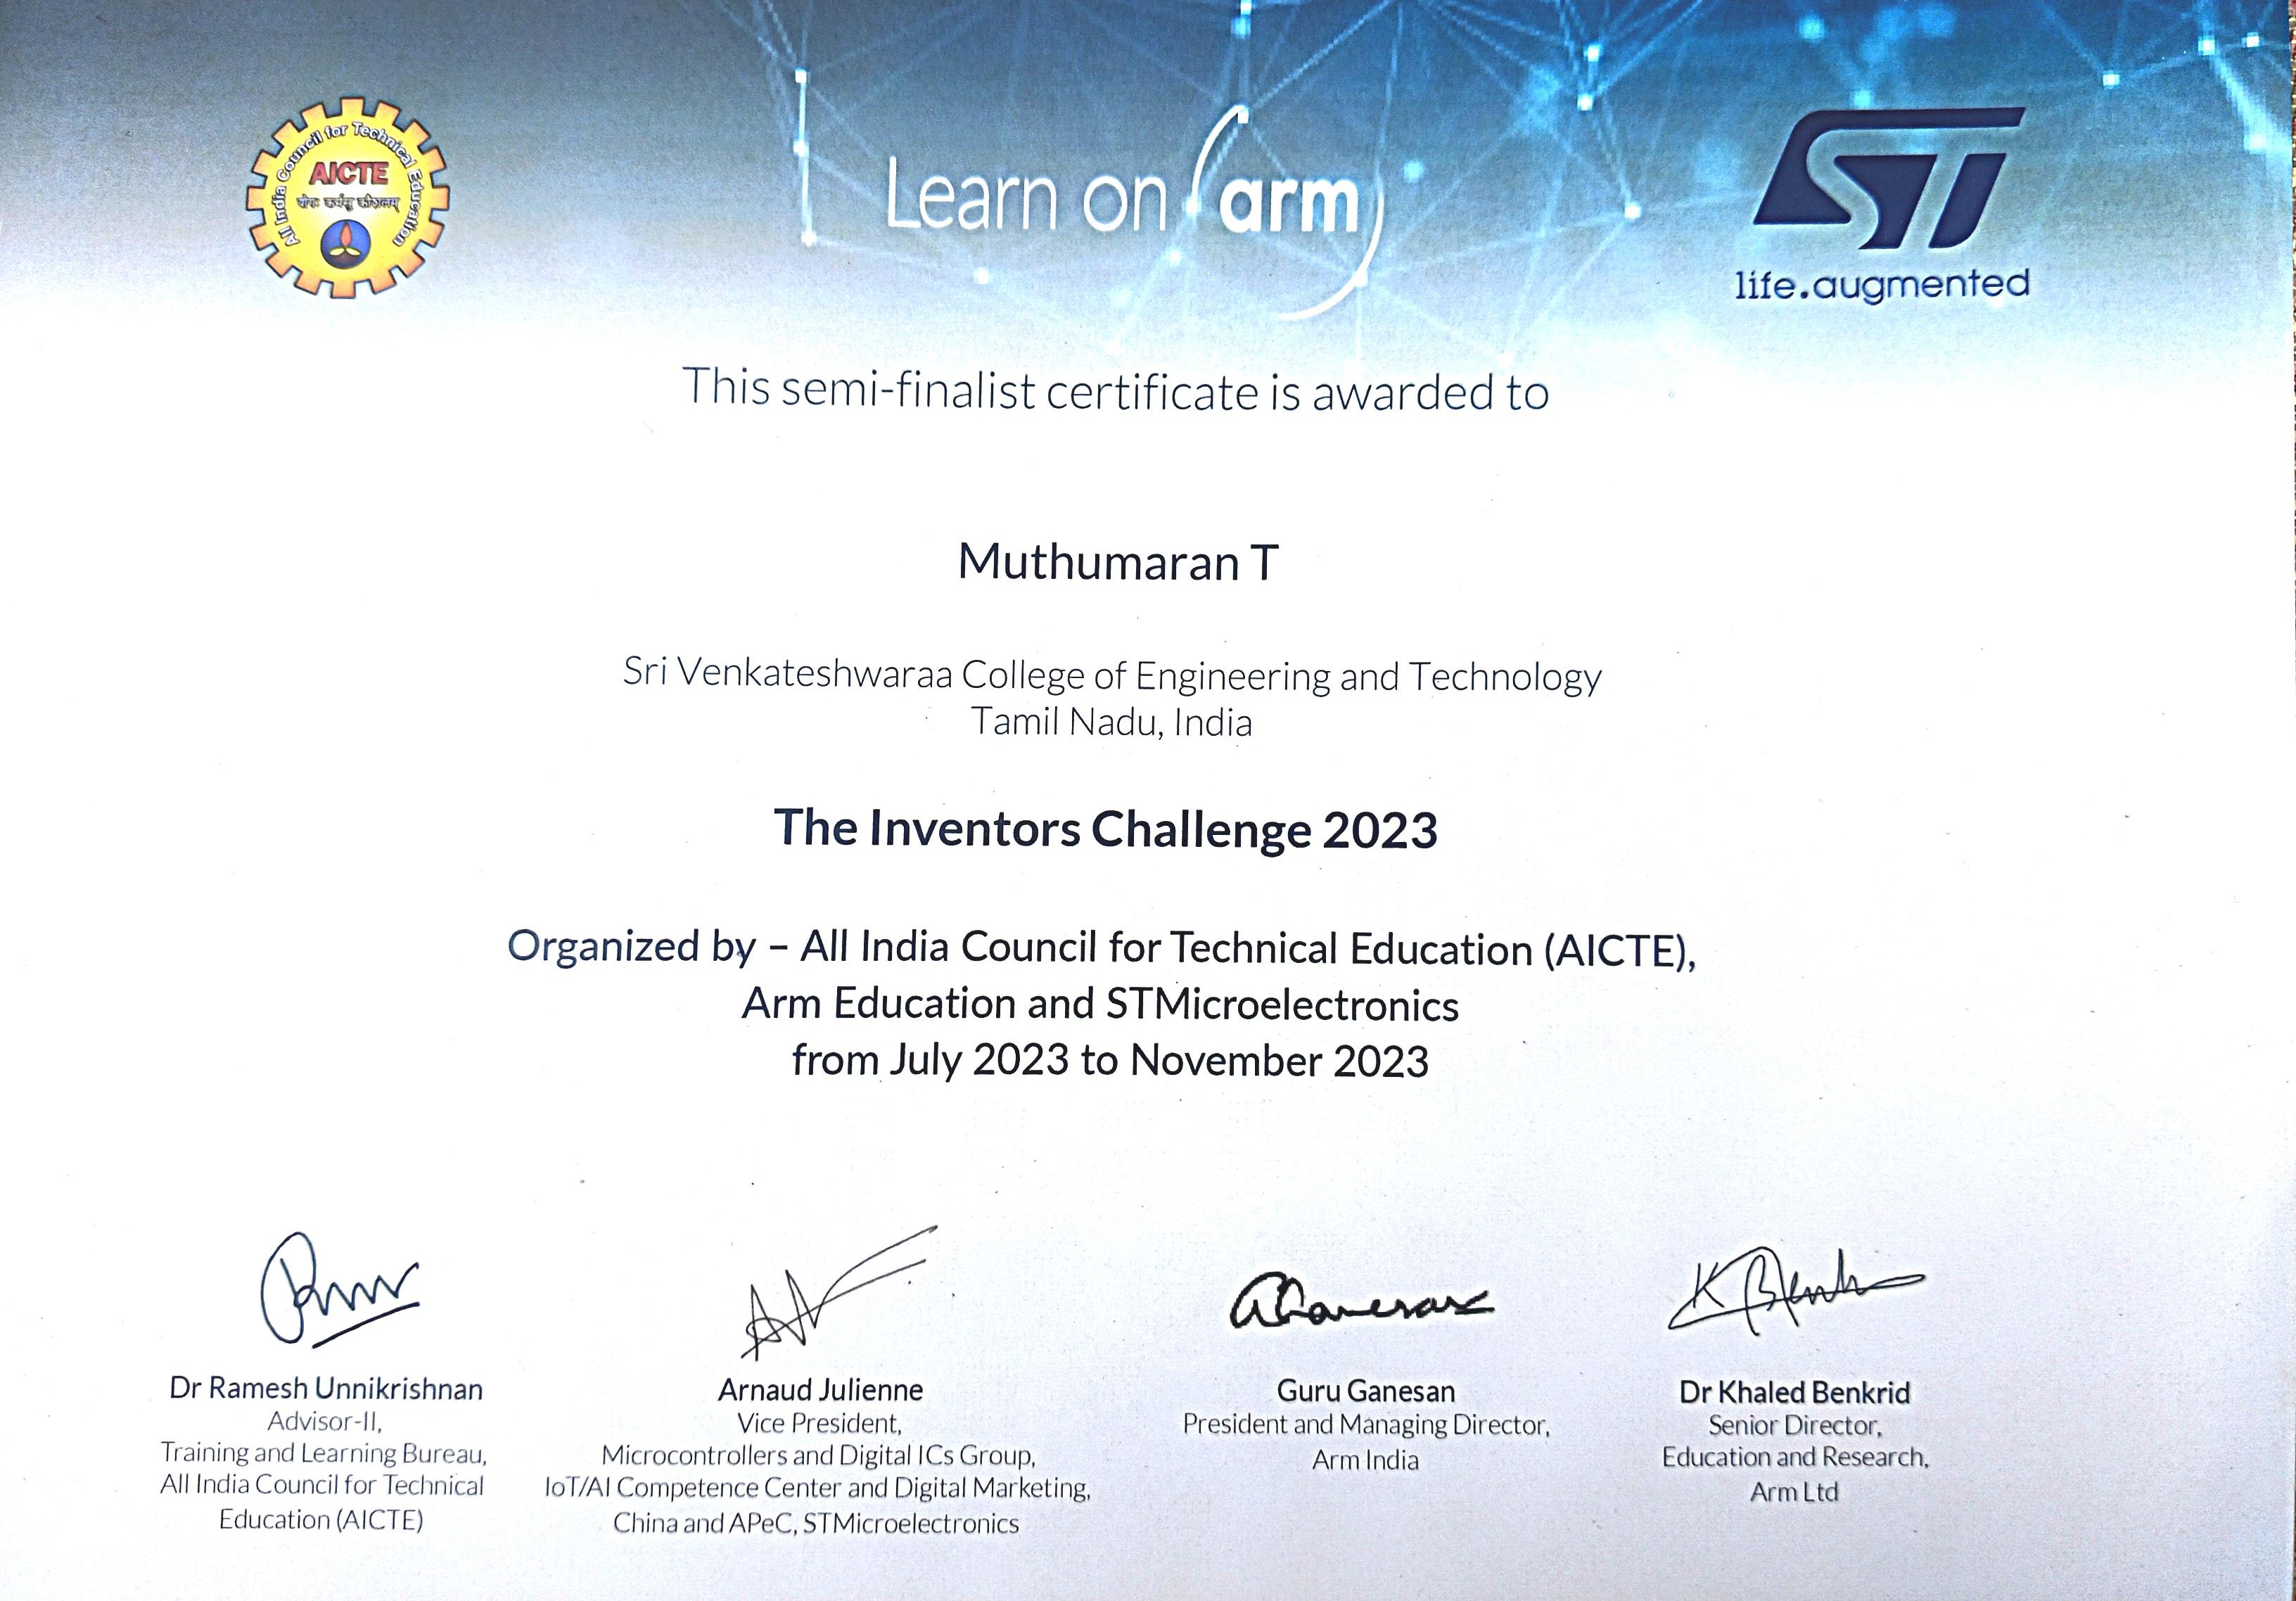 All India Council for Technical Education
AICTE
योगः कर्मसु कौशलम्
Learn on arm
ST
life.augmented
This semi-finalist certificate is awarded to
Muthumaran T
Sri Venkateshwaraa College of Engineering and Technology
Tamil Nadu, India
The Inventors Challenge 2023
Organized by – All India Council for Technical Education (AICTE),
Arm Education and STMicroelectronics
from July 2023 to November 2023
Dr Ramesh Unnikrishnan
Advisor-II,
Training and Learning Bureau,
All India Council for Technical
Education (AICTE)
Arnaud Julienne
Vice President,
Microcontrollers and Digital ICs Group,
IoT/AI Competence Center and Digital Marketing,
China and APeC, STMicroelectronics
Guru Ganesan
President and Managing Director,
Arm India
K Benkr
Dr Khaled Benkrid
Senior Director,
Education and Research,
Arm Ltd